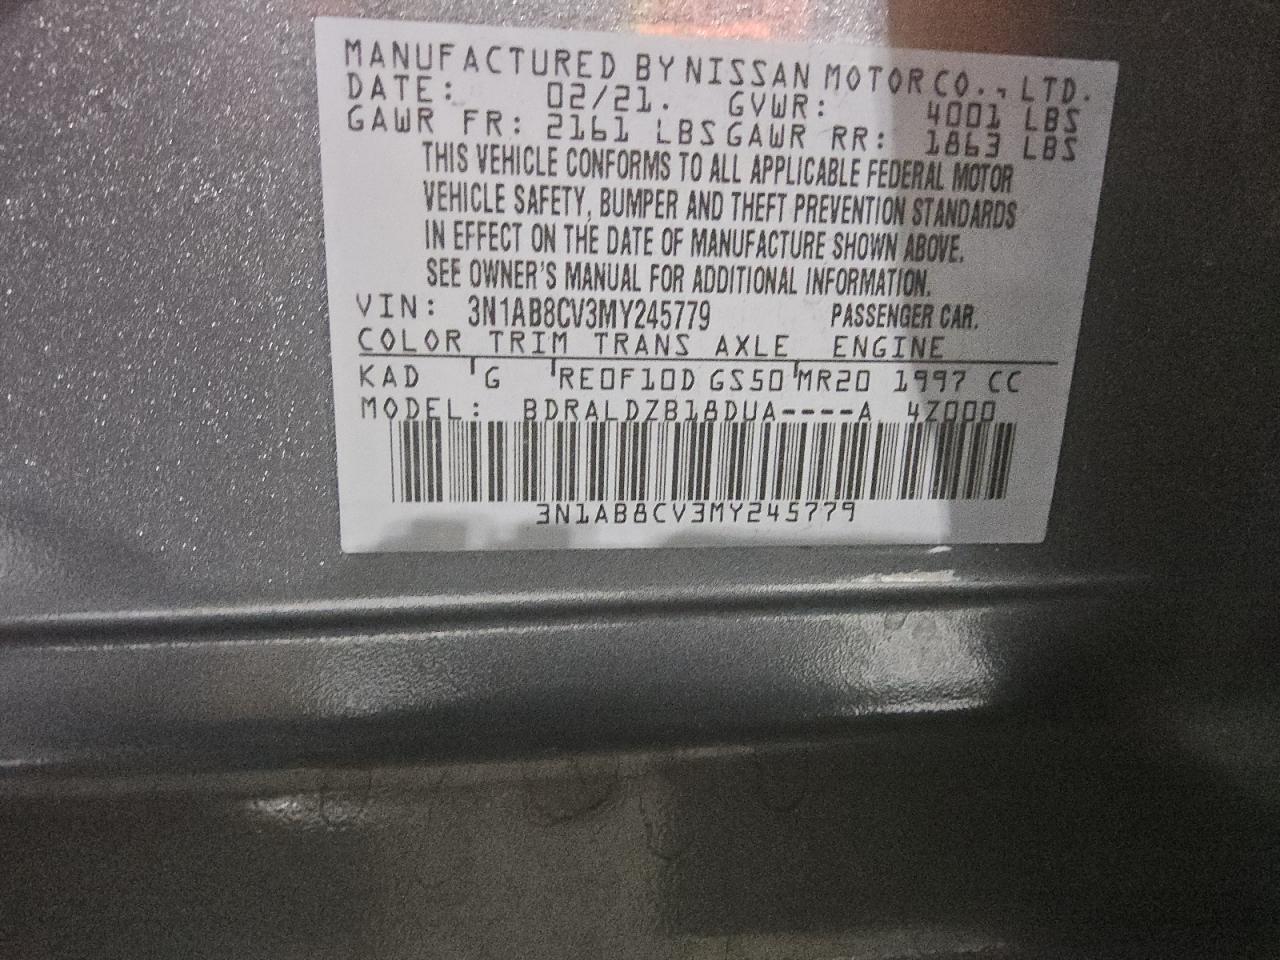 MANUFACTURED BY NISSAN MOTOR CO., LTD.
DATE: 02/21. GVWR: 4001 LBS
GAWR FR: 2161 LBS GAWR RR: 1863 LBS
THIS VEHICLE CONFORMS TO ALL APPLICABLE FEDERAL MOTOR
VEHICLE SAFETY, BUMPER AND THEFT PREVENTION STANDARDS
IN EFFECT ON THE DATE OF MANUFACTURE SHOWN ABOVE.
SEE OWNER'S MANUAL FOR ADDITIONAL INFORMATION.
VIN: 3N1AB8CV3MY245779 PASSENGER CAR.
COLOR TRIM TRANS AXLE ENGINE
KAD G RE0F10D GS50 MR20 1997 CC
MODEL: BDRALDZB18DUA----A 4Z000
3N1AB8CV3MY245779